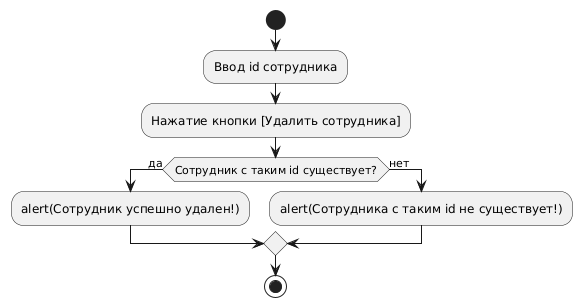 Ввод id сотрудника
Нажатие кнопки [Удалить сотрудника]
да
Сотрудник с таким id существует?
нет
alert(Сотрудник успешно удален!)
alert(Сотрудника с таким id не существует!)